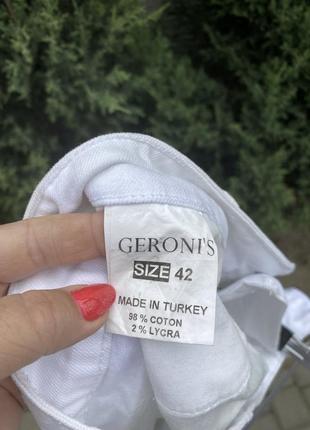 GERONI'S
SIZE 42
MADE IN TURKEY
98 % COTON
2 % LYCRA